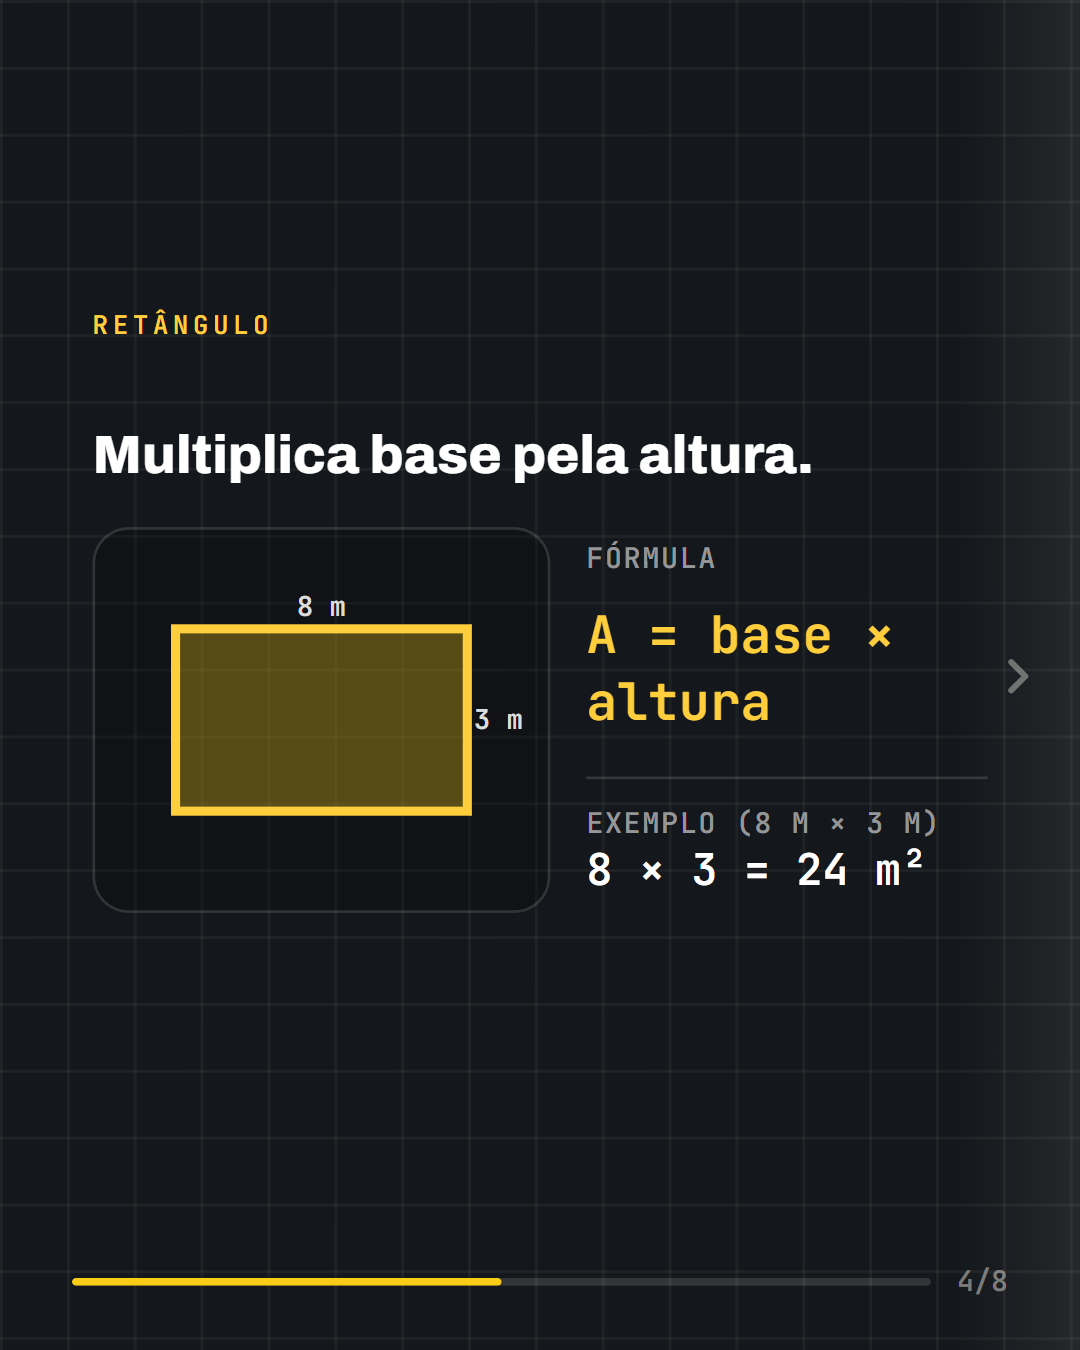 RETÂNGULO
Multiplica base pela altura.
8 m
3 m
FÓRMULA
A = base ×
altura
EXEMPLO (8 M × 3 M)
8 × 3 = 24 m²
4/8